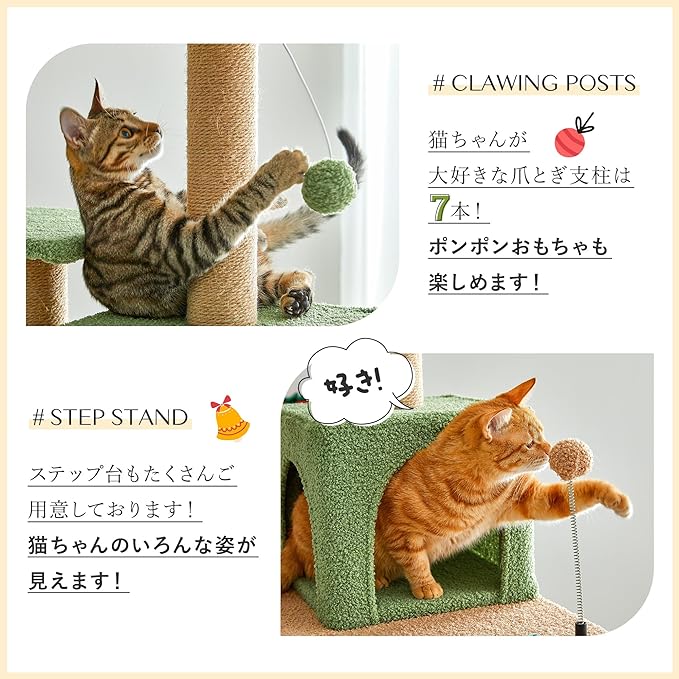 # CLAWING POSTS
猫ちゃんが
大好きな爪とぎ支柱は
7本！
ポンポンおもちゃも
楽しめます！
好き!
# STEP STAND
ステップ台もたくさんご
用意しております！
猫ちゃんのいろんな姿が
見えます！